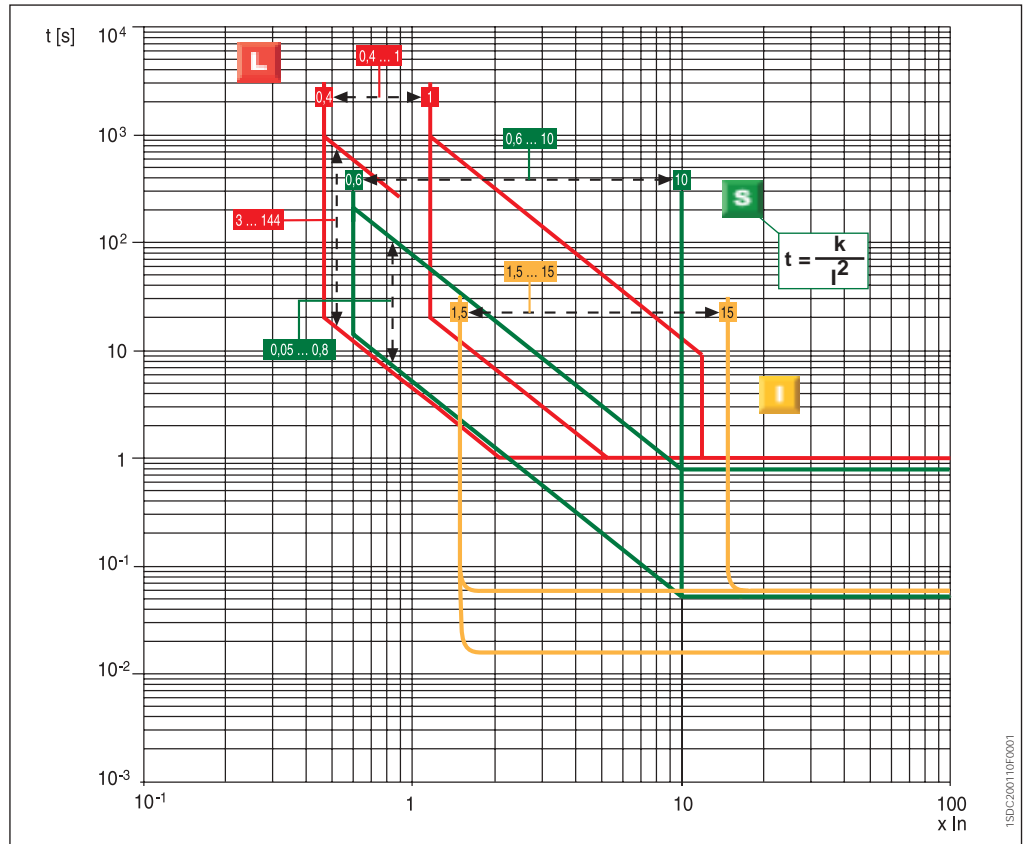 t [s]
10⁴
L
0,4 ... 1
0,4
1
10³
0,6 ... 10
0,6
10
S
3 ... 144
10²
t = k / I²
1,5 ... 15
1,5
15
0,05 ... 0,8
10
I
1
10⁻¹
10⁻²
10⁻³
10⁻¹
1
10
100
x In
1SDC200110F0001